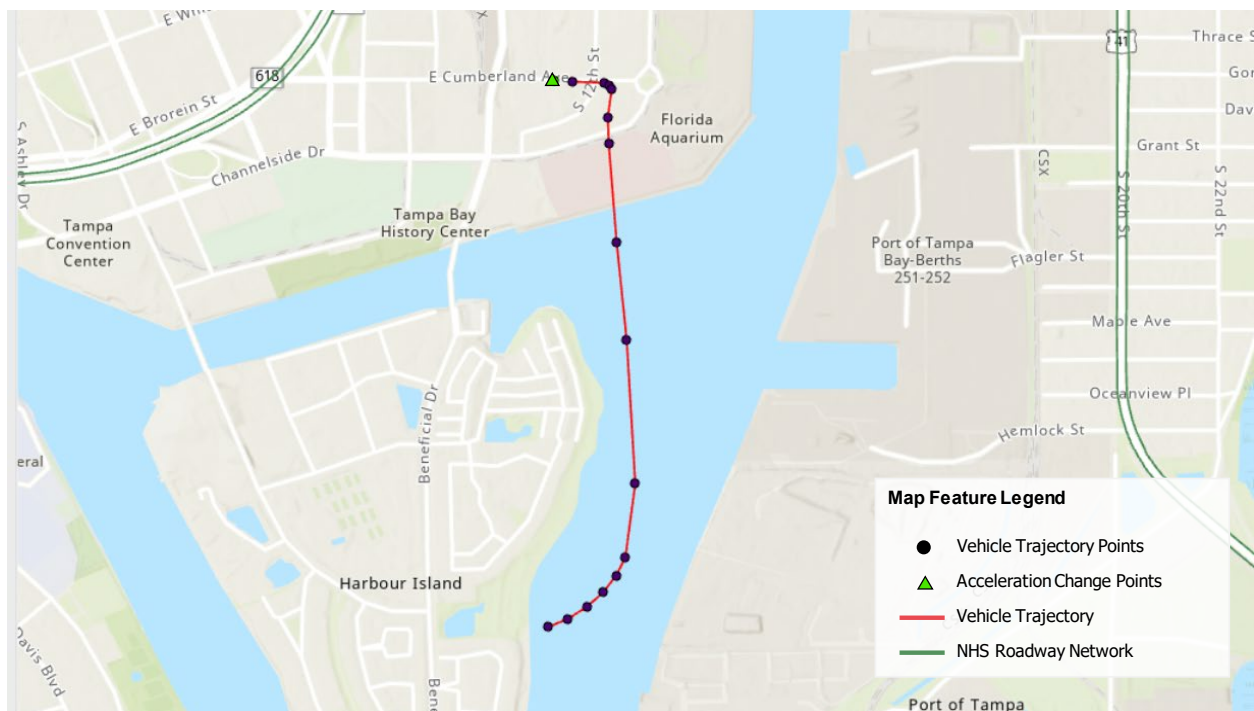 E Cumberland Ave
618
E Brorein St
S 12th St
41
Thrace S
Gor
Dav
Florida
Aquarium
Grant St
CSX
S 20th St
S 22nd St
S Ashley Dr
Channelside Dr
Tampa
Convention
Center
Tampa Bay
History Center
Port of Tampa
Bay-Berths
251-252
Flagler St
Maple Ave
Oceanview Pl
Hemlock St
Beneficial Dr
eral
Harbour Island
Davis Blvd
Bene
Map Feature Legend
Vehicle Trajectory Points
Acceleration Change Points
Vehicle Trajectory
NHS Roadway Network
Port of Tampa